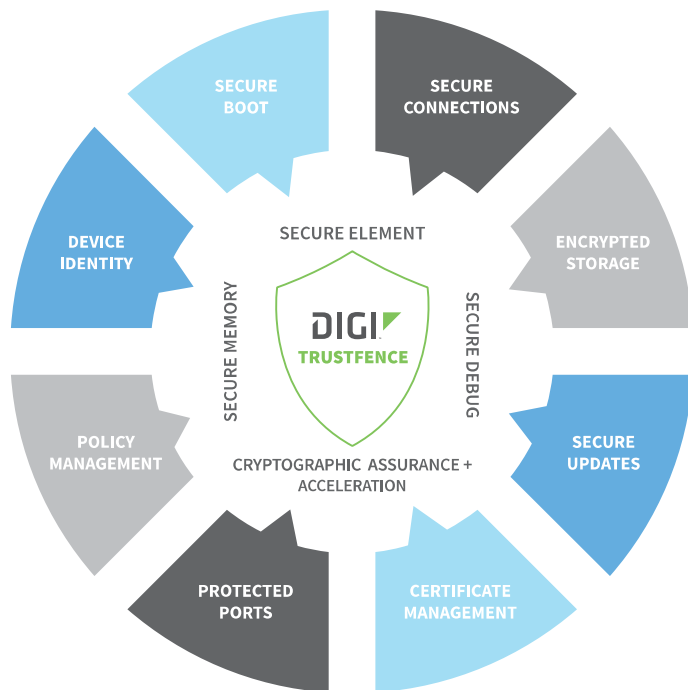 SECURE
BOOT
SECURE
CONNECTIONS
ENCRYPTED
STORAGE
SECURE
UPDATES
CERTIFICATE
MANAGEMENT
PROTECTED
PORTS
POLICY
MANAGEMENT
DEVICE
IDENTITY
SECURE ELEMENT
SECURE MEMORY
DIGI
TRUSTFENCE
SECURE DEBUG
CRYPTOGRAPHIC ASSURANCE +
ACCELERATION